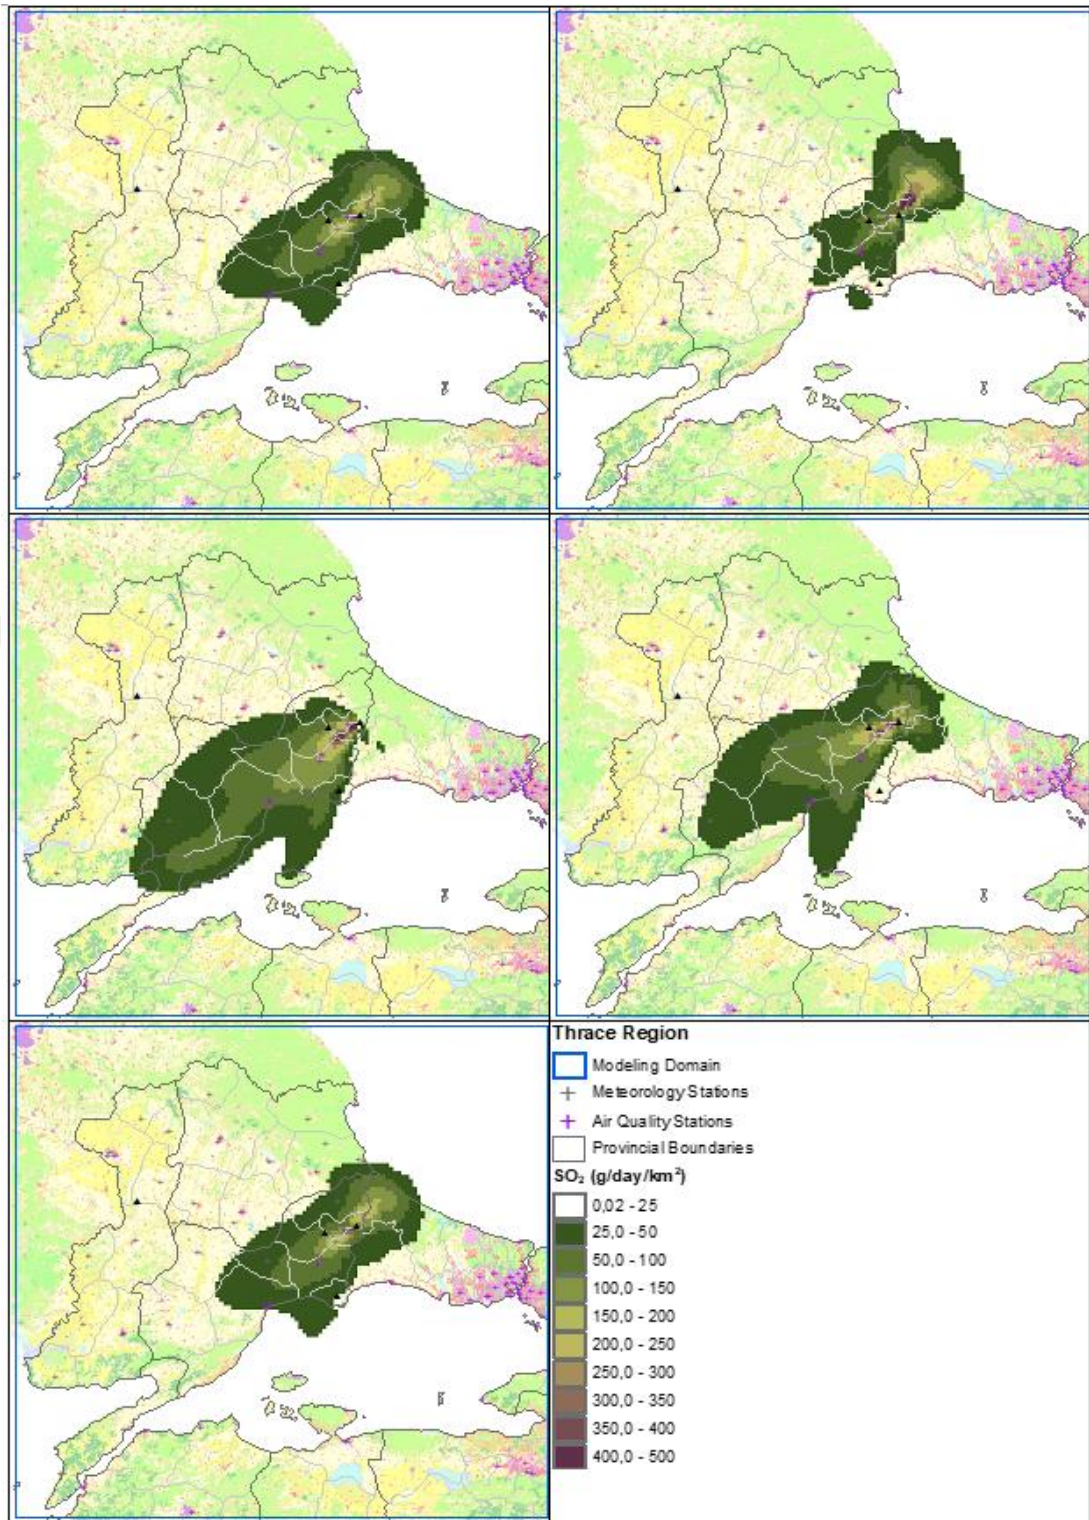 Thrace Region
Modeling Domain
Meteorology Stations
Air Quality Stations
Provincial Boundaries
SO₂ (g/day/km²)
0,02 - 25
25,0 - 50
50,0 - 100
100,0 - 150
150,0 - 200
200,0 - 250
250,0 - 300
300,0 - 350
350,0 - 400
400,0 - 500